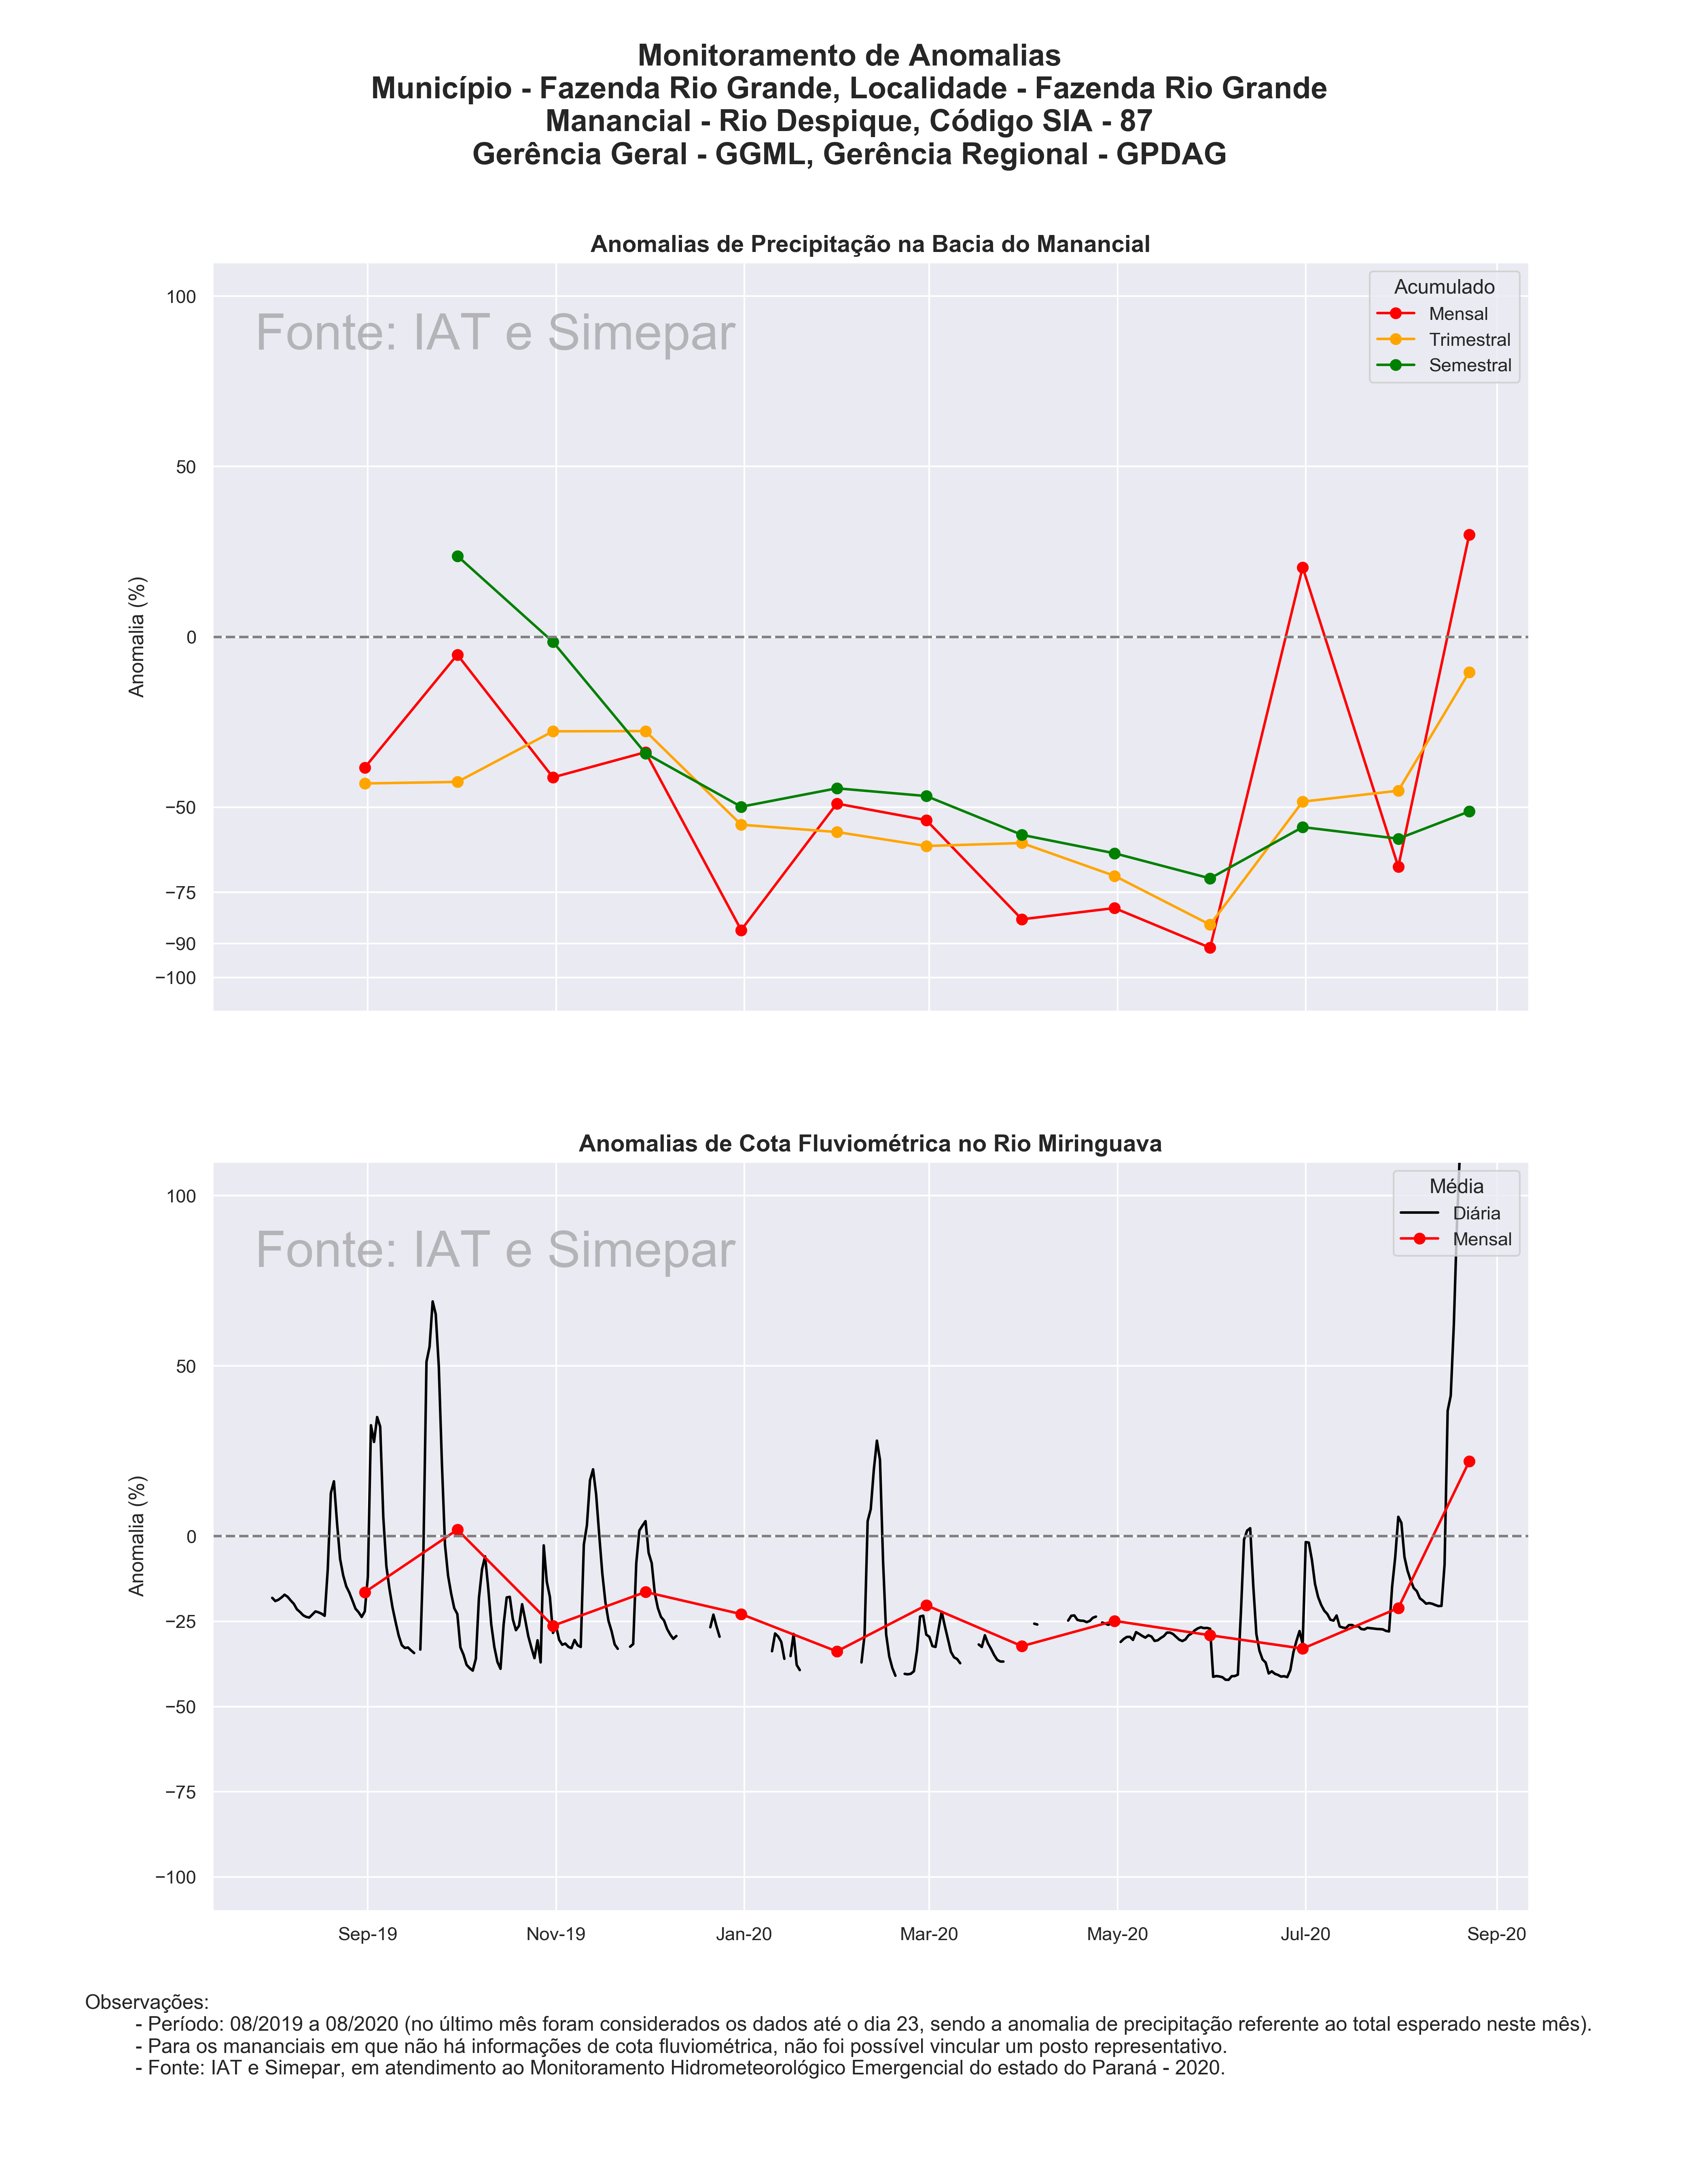 Monitoramento de Anomalias
Município - Fazenda Rio Grande, Localidade - Fazenda Rio Grande
Manancial - Rio Despique, Código SIA - 87
Gerência Geral - GGML, Gerência Regional - GPDAG
Anomalias de Precipitação na Bacia do Manancial
Fonte: IAT e Simepar
Acumulado
Mensal
Trimestral
Semestral
Anomalia (%)
100
50
0
−50
−75
−90
−100
Anomalias de Cota Fluviométrica no Rio Miringuava
Fonte: IAT e Simepar
Média
Diária
Mensal
Anomalia (%)
100
50
0
−25
−50
−75
−100
Sep-19 Nov-19 Jan-20 Mar-20 May-20 Jul-20 Sep-20
Observações:
- Período: 08/2019 a 08/2020 (no último mês foram considerados os dados até o dia 23, sendo a anomalia de precipitação referente ao total esperado neste mês).
- Para os mananciais em que não há informações de cota fluviométrica, não foi possível vincular um posto representativo.
- Fonte: IAT e Simepar, em atendimento ao Monitoramento Hidrometeorológico Emergencial do estado do Paraná - 2020.